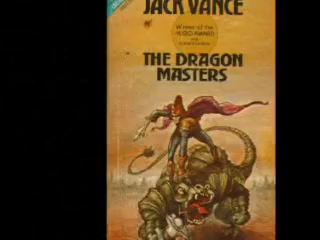 JACK VANCE
Winner of the
HUGO AWARD
THE DRAGON
MASTERS